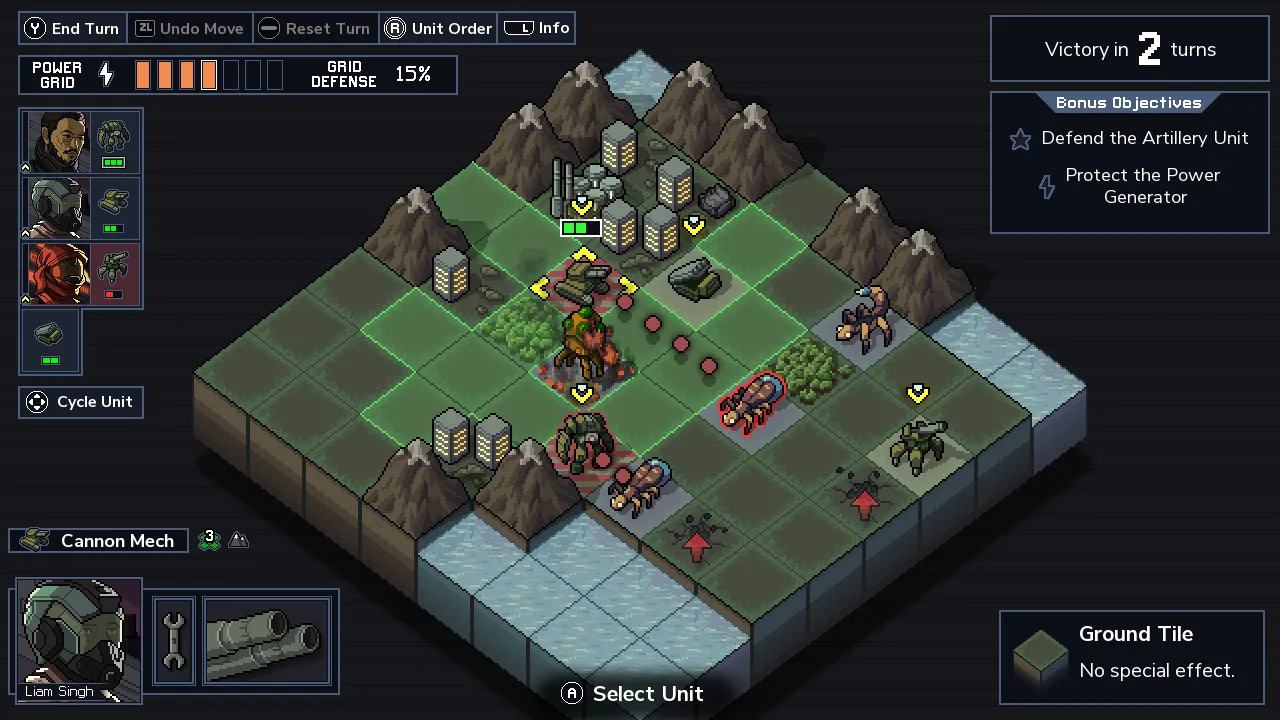 Y End Turn ZL Undo Move Reset Turn R Unit Order L Info
POWER GRID
GRID DEFENSE 15%
Victory in 2 turns
Bonus Objectives
Defend the Artillery Unit
Protect the Power
Generator
Cycle Unit
Cannon Mech 3
Liam Singh
A Select Unit
Ground Tile
No special effect.